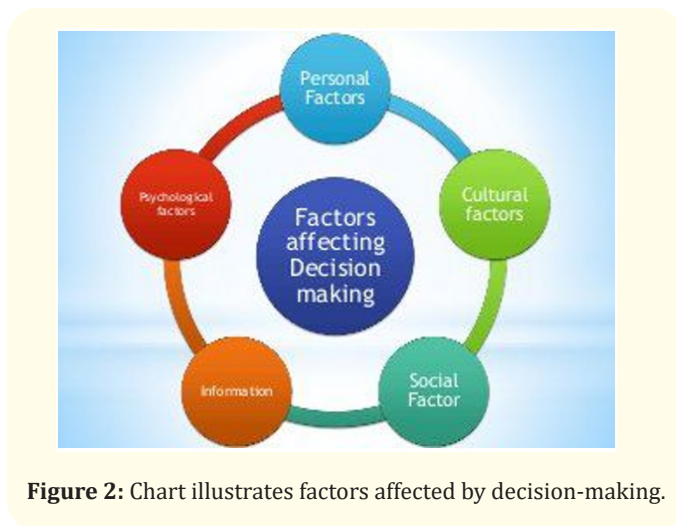 Personal
Factors
Cultural
factors
Social
Factor
Information
Psychological
factors
Factors
affecting
Decision
making
Figure 2: Chart illustrates factors affected by decision-making.